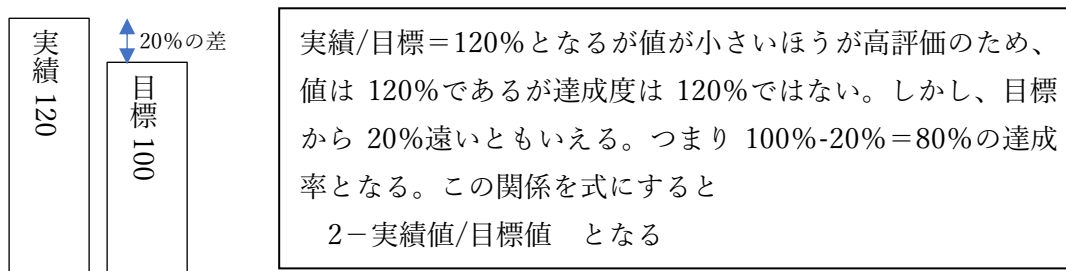 実績 120
20%の差
目標 100
実績/目標＝120%となるが値が小さいほうが高評価のため、
値は 120%であるが達成度は 120%ではない。しかし、目標
から 20%遠いともいえる。つまり 100%-20%＝80%の達成
率となる。この関係を式にすると
2－実績値/目標値　となる